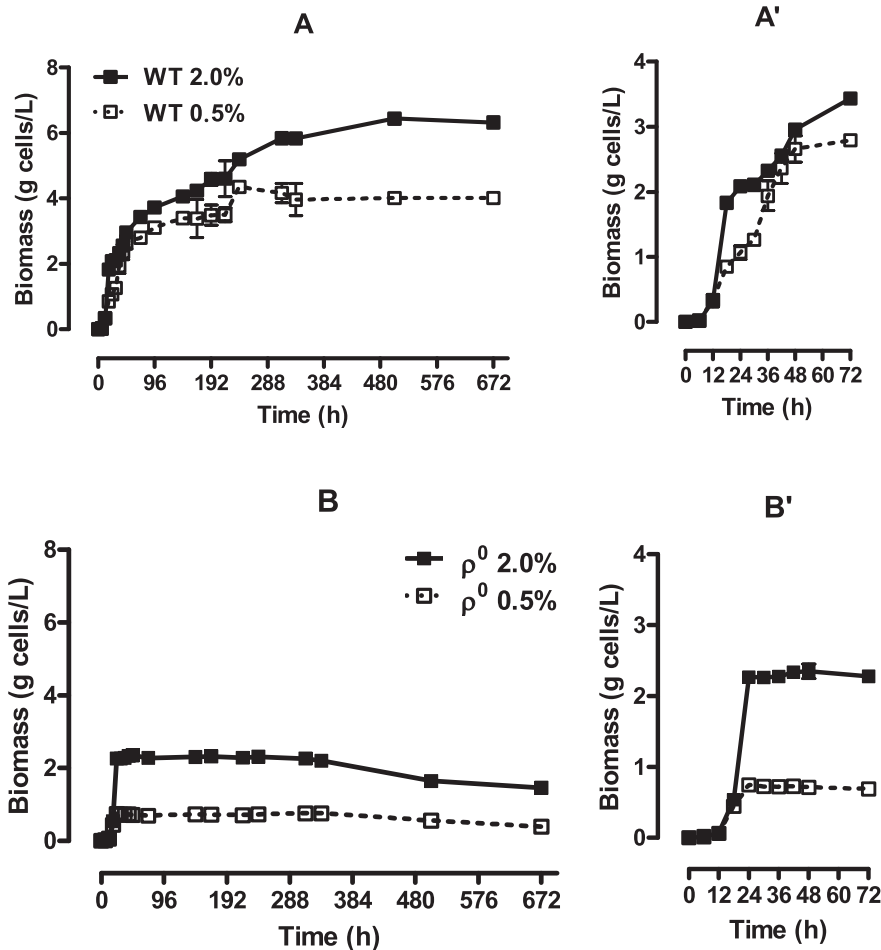 A
Biomass (g cells/L)
8
6
4
2
0
WT 2.0%
WT 0.5%
0 96 192 288 384 480 576 672
Time (h)
A'
Biomass (g cells/L)
4
3
2
1
0
0 12 24 36 48 60 72
Time (h)
B
Biomass (g cells/L)
8
6
4
2
0
ρ⁰ 2.0%
ρ⁰ 0.5%
0 96 192 288 384 480 576 672
Time (h)
B'
Biomass (g cells/L)
4
3
2
1
0
0 12 24 36 48 60 72
Time (h)